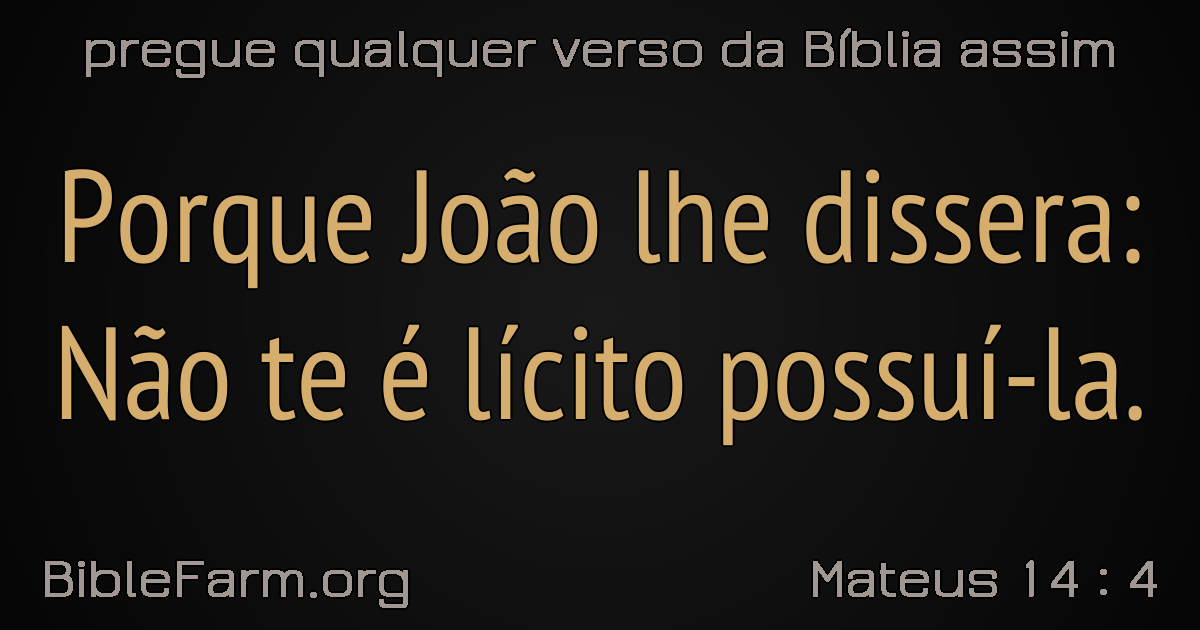 pregue qualquer verso da Bíblia assim
Porque João lhe dissera:
Não te é lícito possuí-la.
BibleFarm.org
Mateus 14 : 4